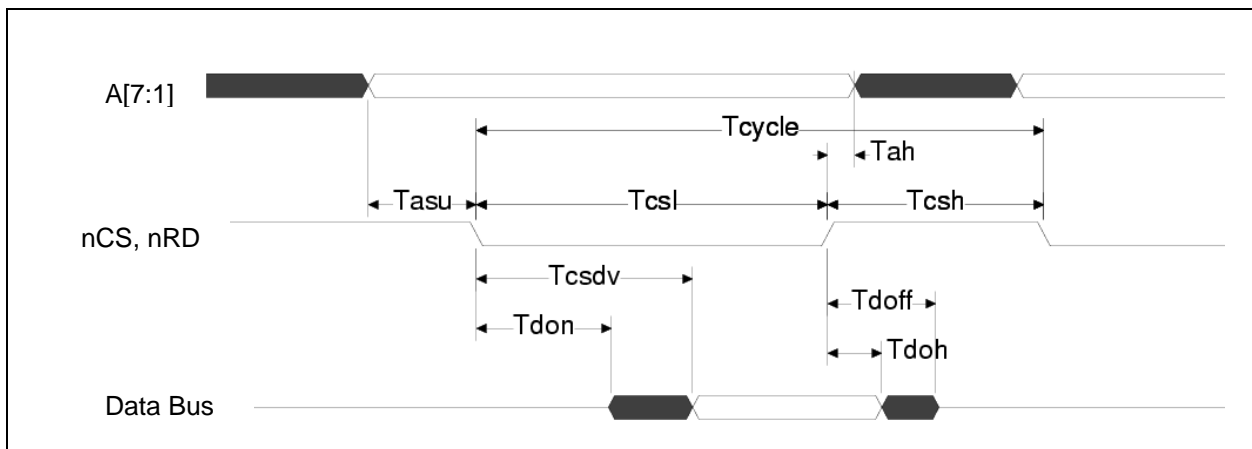 A[7:1]
Tcycle
Tah
Tasu
Tcsl
Tcsh
nCS, nRD
Tcsdv
Tdoff
Tdon
Tdoh
Data Bus